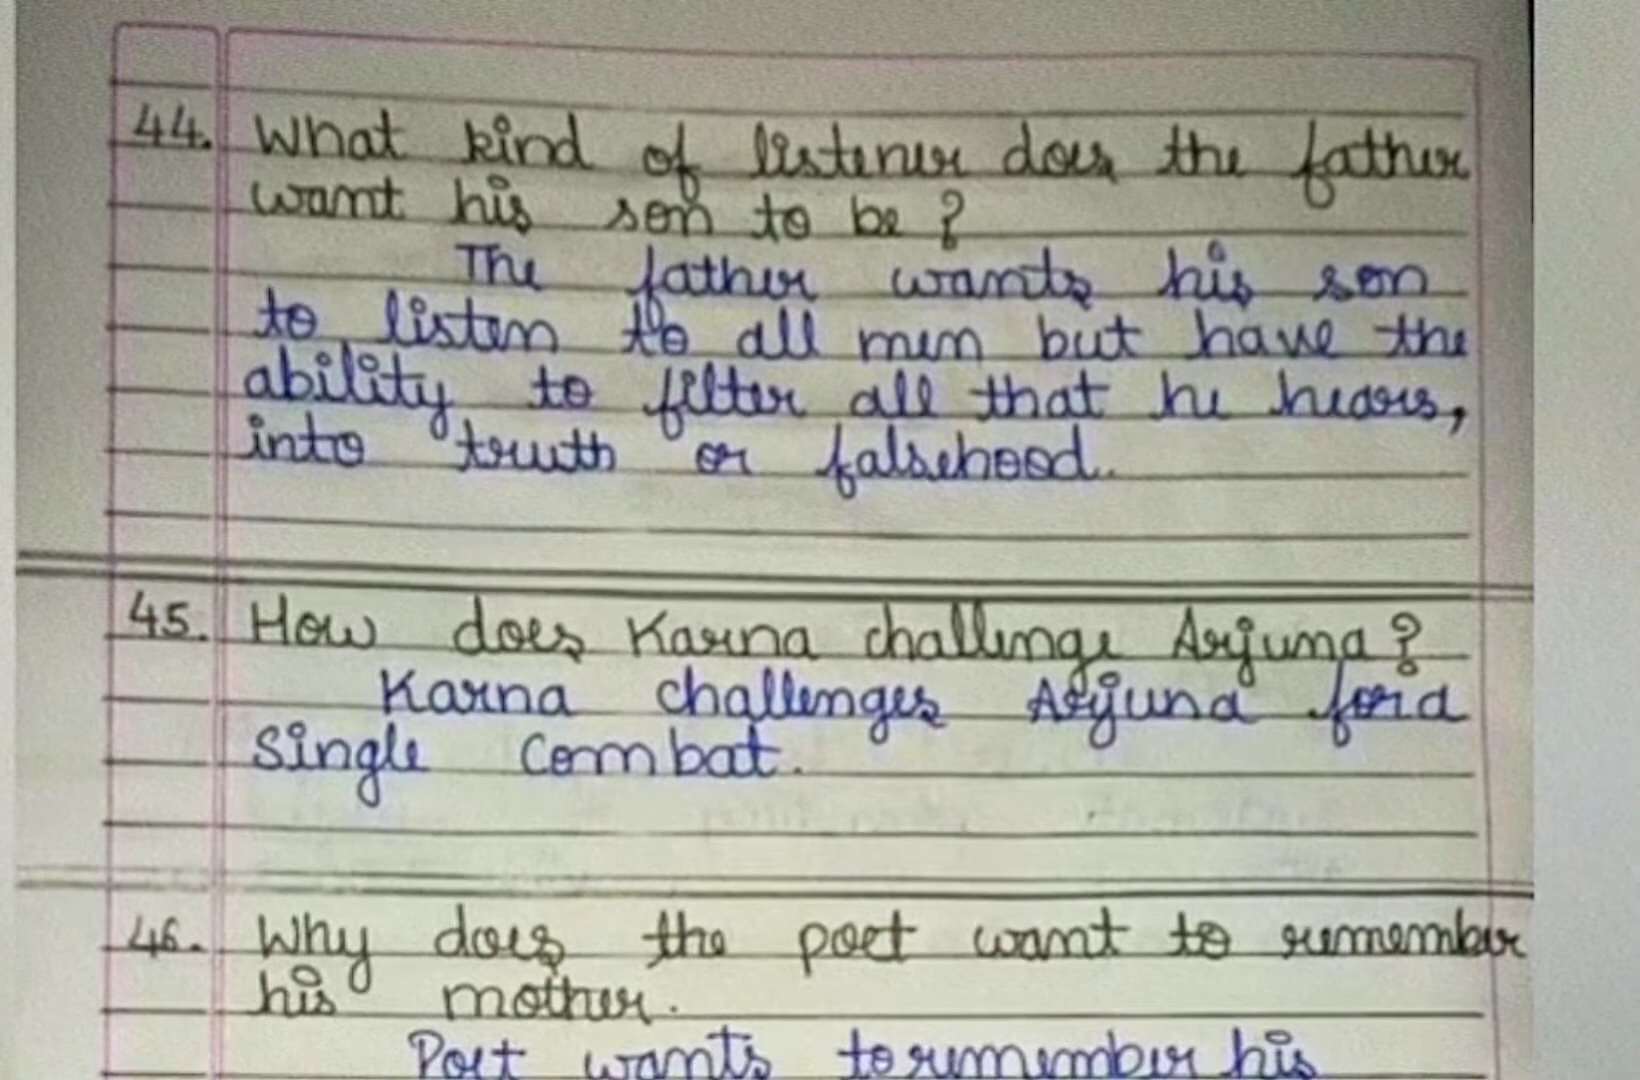 44. What kind of listener does the father
want his son to be?
The father wants his son
to listen to all men but have the
ability to filter all that he hears,
into truth or falsehood.
45. How does Karna challenge Arjuna?
Karna challenges Arjuna for a
Single Combat.
46. Why does the poet want to remember
his mother.
Poet wants to remember his